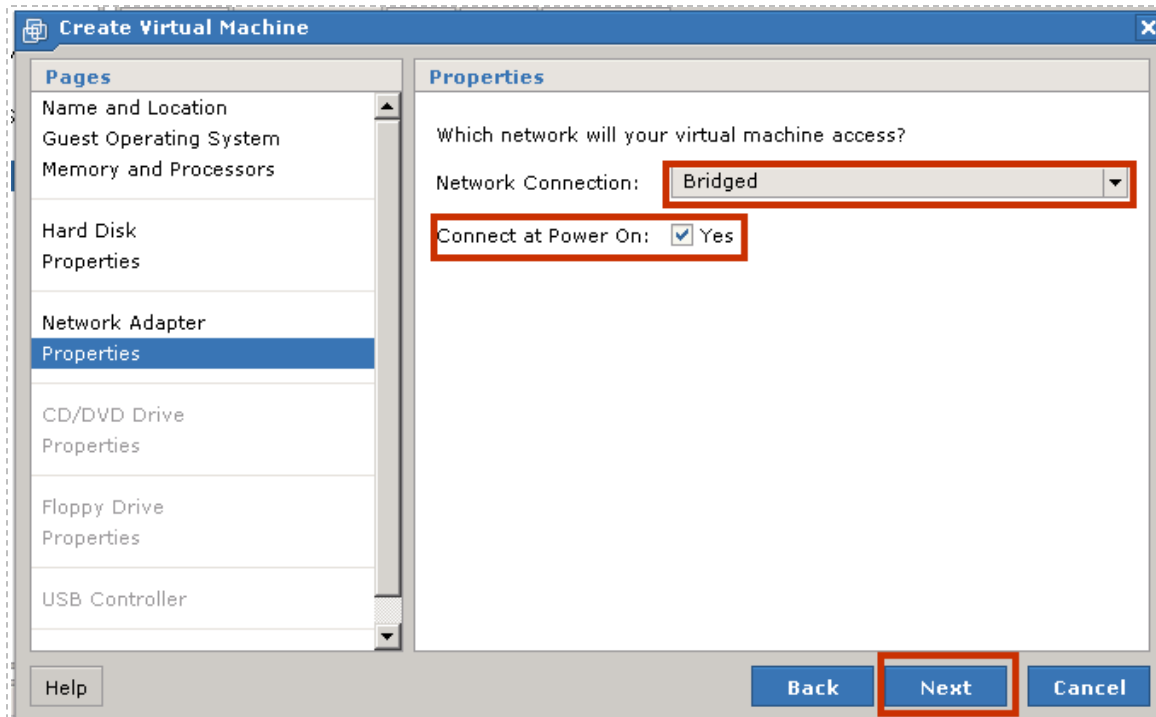 Create Virtual Machine
Pages
Name and Location
Guest Operating System
Memory and Processors
Hard Disk
Properties
Network Adapter
Properties
CD/DVD Drive
Properties
Floppy Drive
Properties
USB Controller
Properties
Which network will your virtual machine access?
Network Connection: Bridged
Connect at Power On: Yes
Help
Back
Next
Cancel